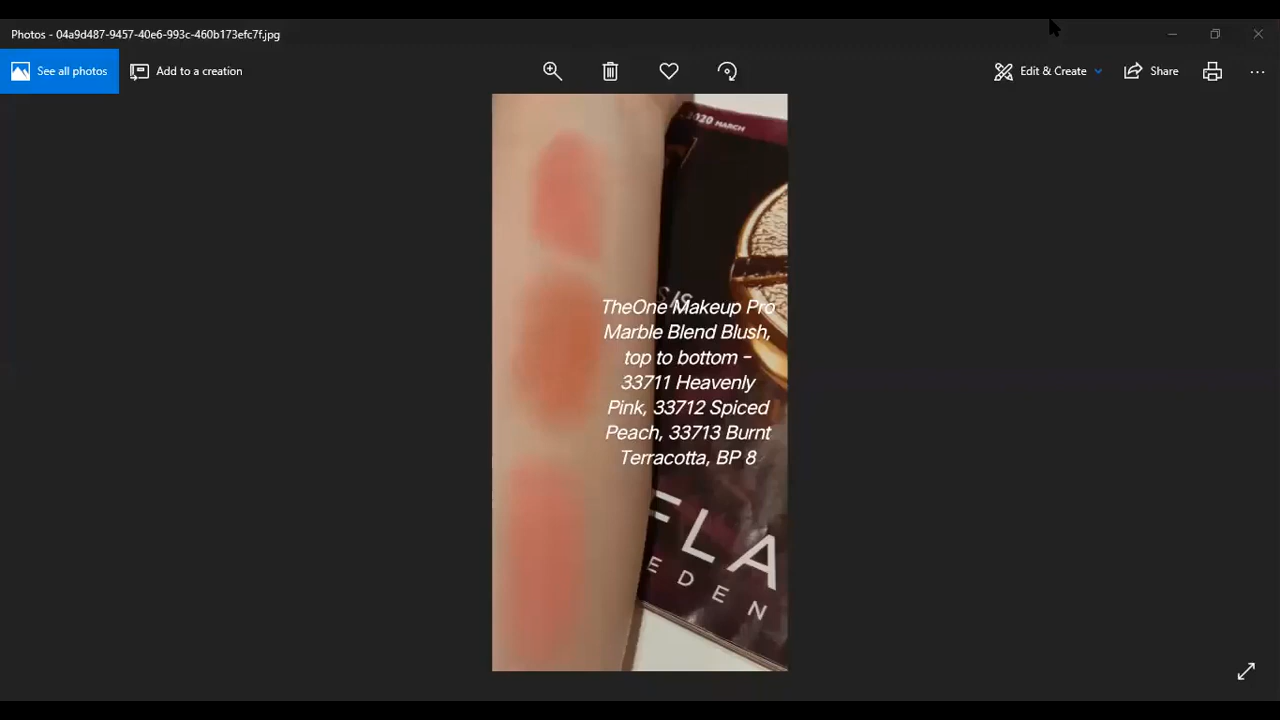 Photos - 04a9d487-9457-40e6-993c-460b173efc7f.jpg
See all photos
Add to a creation
Edit & Create
Share
2020 MARCH
TheOne Makeup Pro
Marble Blend Blush,
top to bottom -
33711 Heavenly
Pink, 33712 Spiced
Peach, 33713 Burnt
Terracotta, BP 8
FLA
EDEN